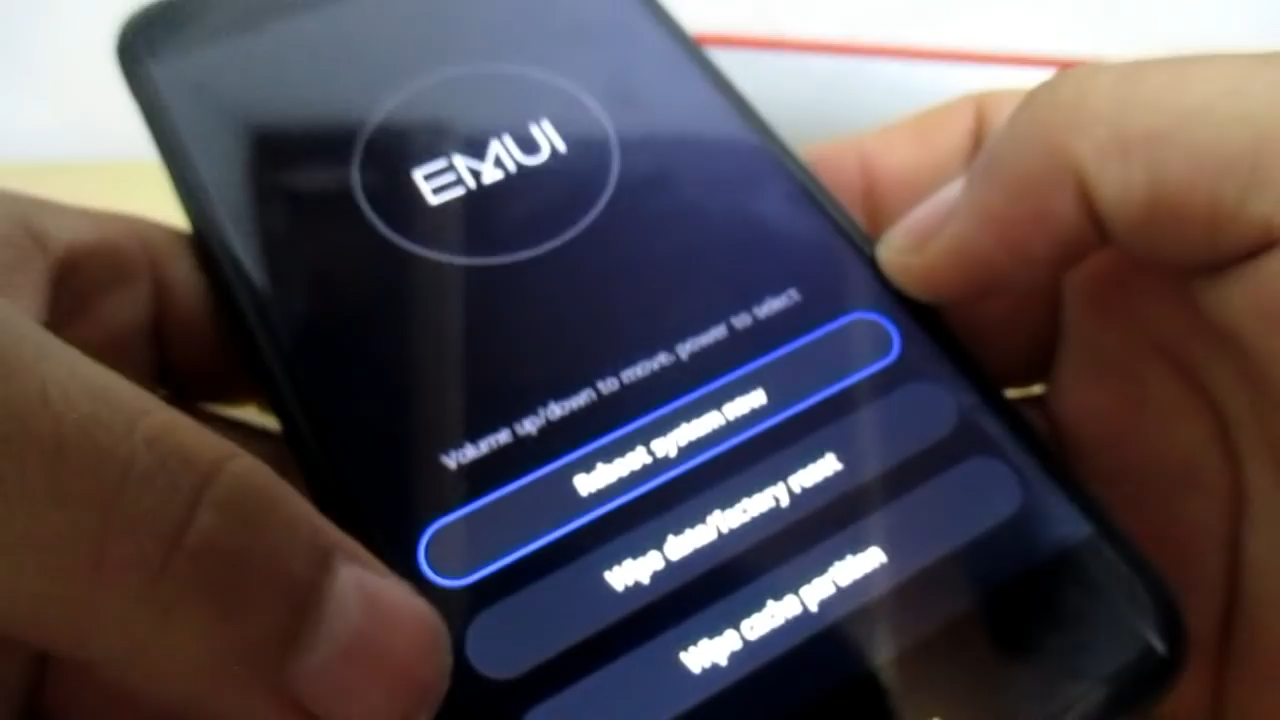 EMUI
Volume up/down to move, power to select
Reboot system now
Wipe data/factory reset
Wipe cache partition